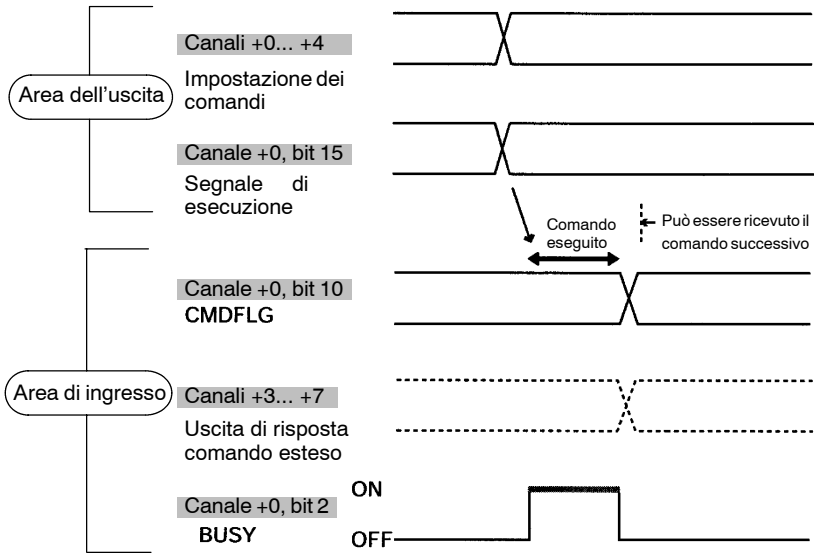 Canali +0... +4
Area dell'uscita
Impostazione dei
comandi
Canale +0, bit 15
Segnale di
esecuzione
Comando
eseguito
Può essere ricevuto il
comando successivo
Canale +0, bit 10
CMDFLG
Area di ingresso
Canali +3... +7
Uscita di risposta
comando esteso
Canale +0, bit 2
BUSY
ON
OFF